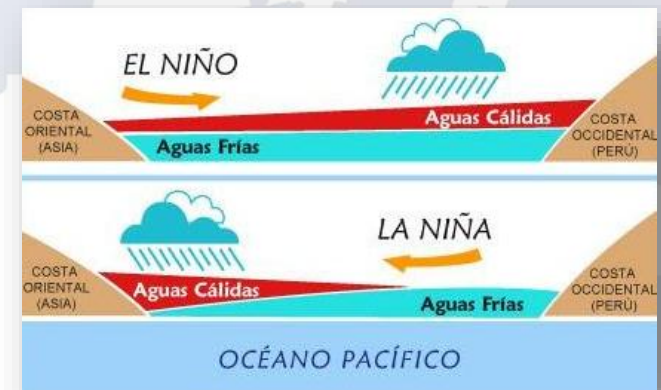 EL NIÑO
COSTA
ORIENTAL
(ASIA)
Aguas Cálidas
Aguas Frías
COSTA
OCCIDENTAL
(PERÚ)
LA NIÑA
COSTA
ORIENTAL
(ASIA)
Aguas Cálidas
Aguas Frías
COSTA
OCCIDENTAL
(PERÚ)
OCÉANO PACÍFICO